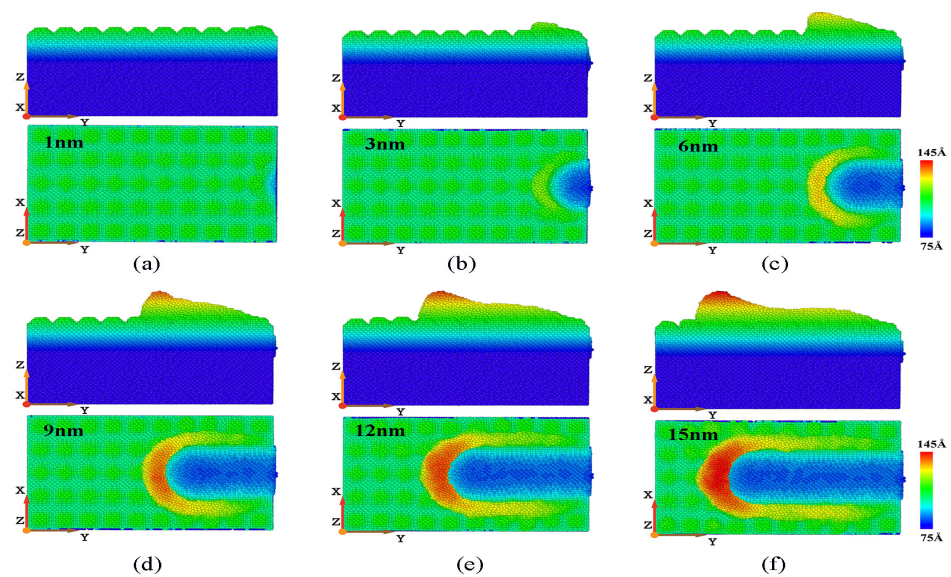 Z
X
Y
1nm
X
Z
Y
(a)
Z
X
Y
3nm
X
Z
Y
(b)
Z
X
Y
6nm
X
Z
Y
145Å
75Å
(c)
Z
X
Y
9nm
X
Z
Y
(d)
Z
X
Y
12nm
X
Z
Y
(e)
Z
X
Y
15nm
X
Z
Y
145Å
75Å
(f)